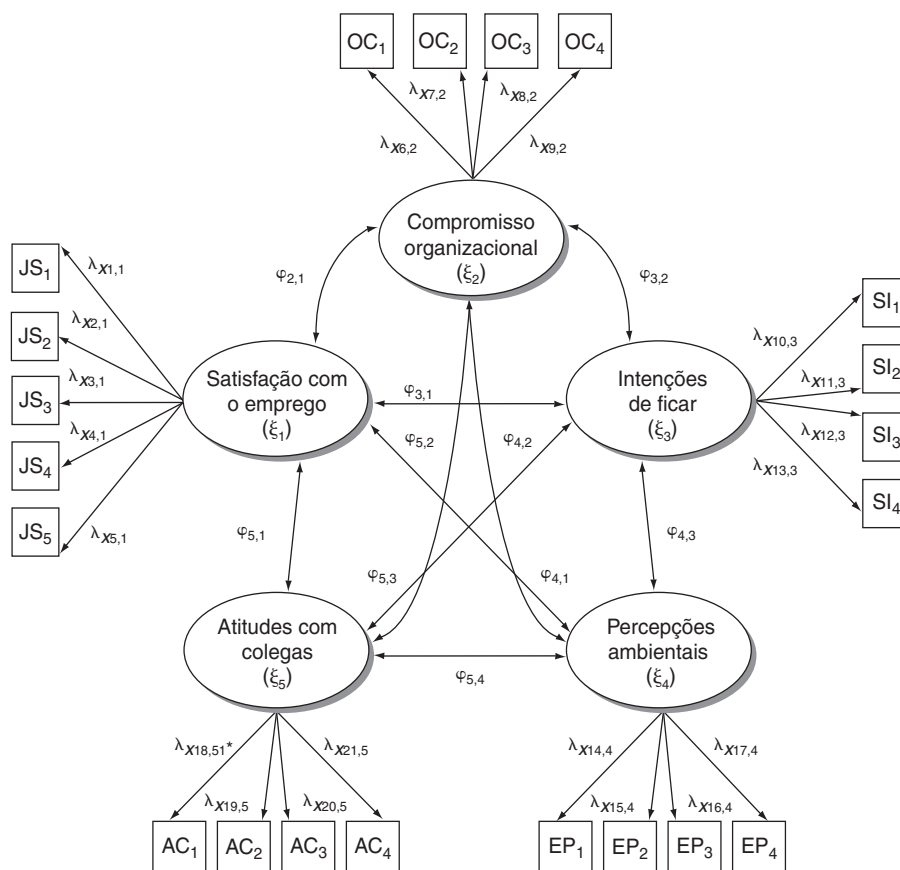 OC1 OC2 OC3 OC4
λX7,2 λX8,2
λX6,2 λX9,2
Compromisso
organizacional
(ξ2)
JS1
JS2
JS3
JS4
JS5
λX1,1
λX2,1
λX3,1
λX4,1
λX5,1
φ2,1 φ3,2
SI1
SI2
SI3
SI4
λX10,3
λX11,3
λX12,3
λX13,3
Satisfação com
o emprego
(ξ1)
φ3,1
Intenções
de ficar
(ξ3)
φ5,2 φ4,2
φ5,1 φ4,3
φ5,3 φ4,1
Atitudes com
colegas
(ξ5)
φ5,4
Percepções
ambientais
(ξ4)
λX18,51* λX21,5
λX19,5 λX20,5
AC1 AC2 AC3 AC4
λX14,4 λX17,4
λX15,4 λX16,4
EP1 EP2 EP3 EP4